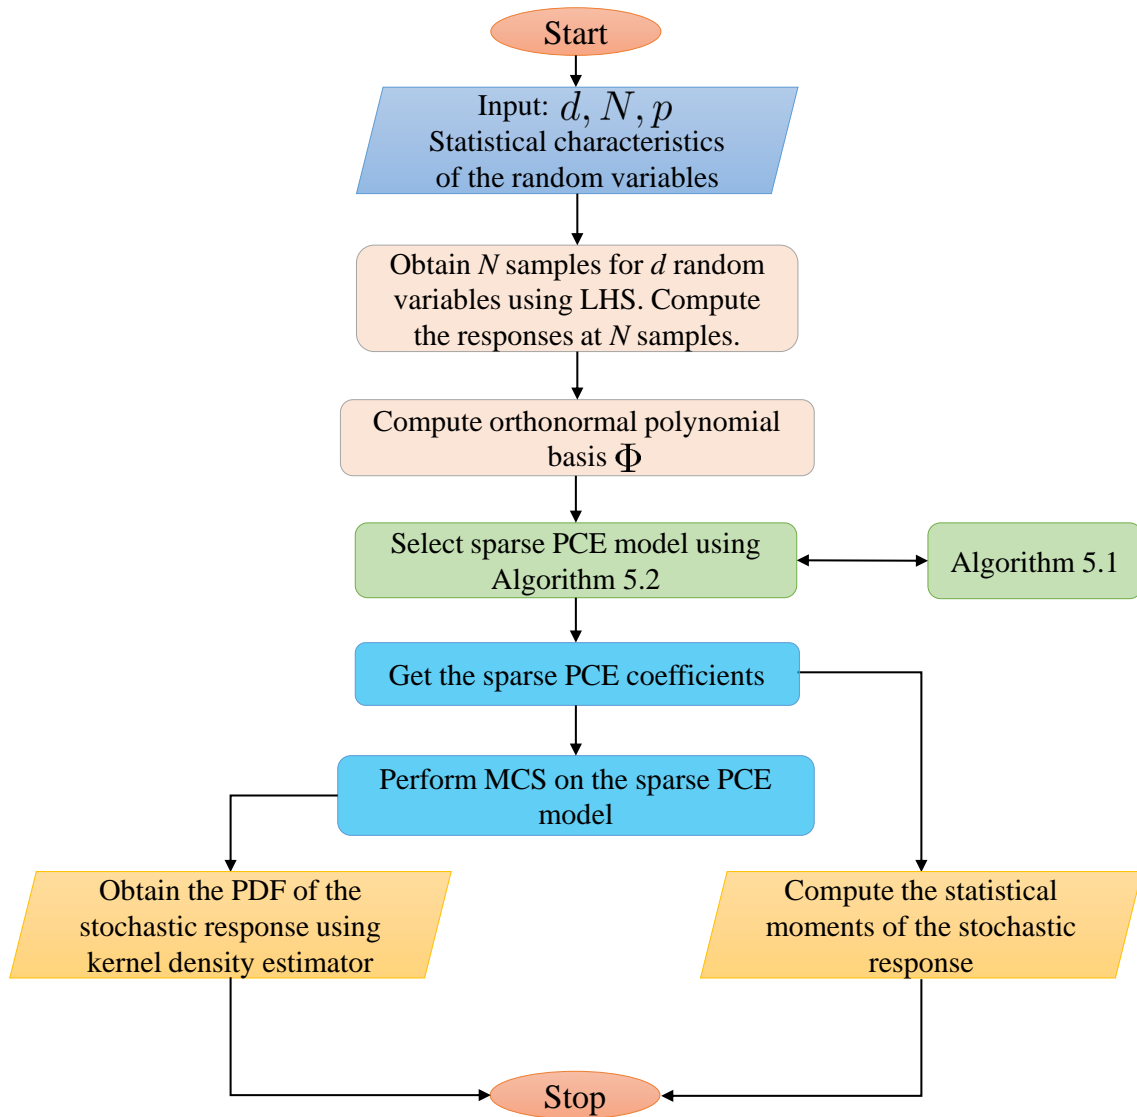 Start
Input: d, N, p
Statistical characteristics
of the random variables
Obtain N samples for d random
variables using LHS. Compute
the responses at N samples.
Compute orthonormal polynomial
basis Φ
Select sparse PCE model using
Algorithm 5.2
Algorithm 5.1
Get the sparse PCE coefficients
Perform MCS on the sparse PCE
model
Obtain the PDF of the
stochastic response using
kernel density estimator
Compute the statistical
moments of the stochastic
response
Stop